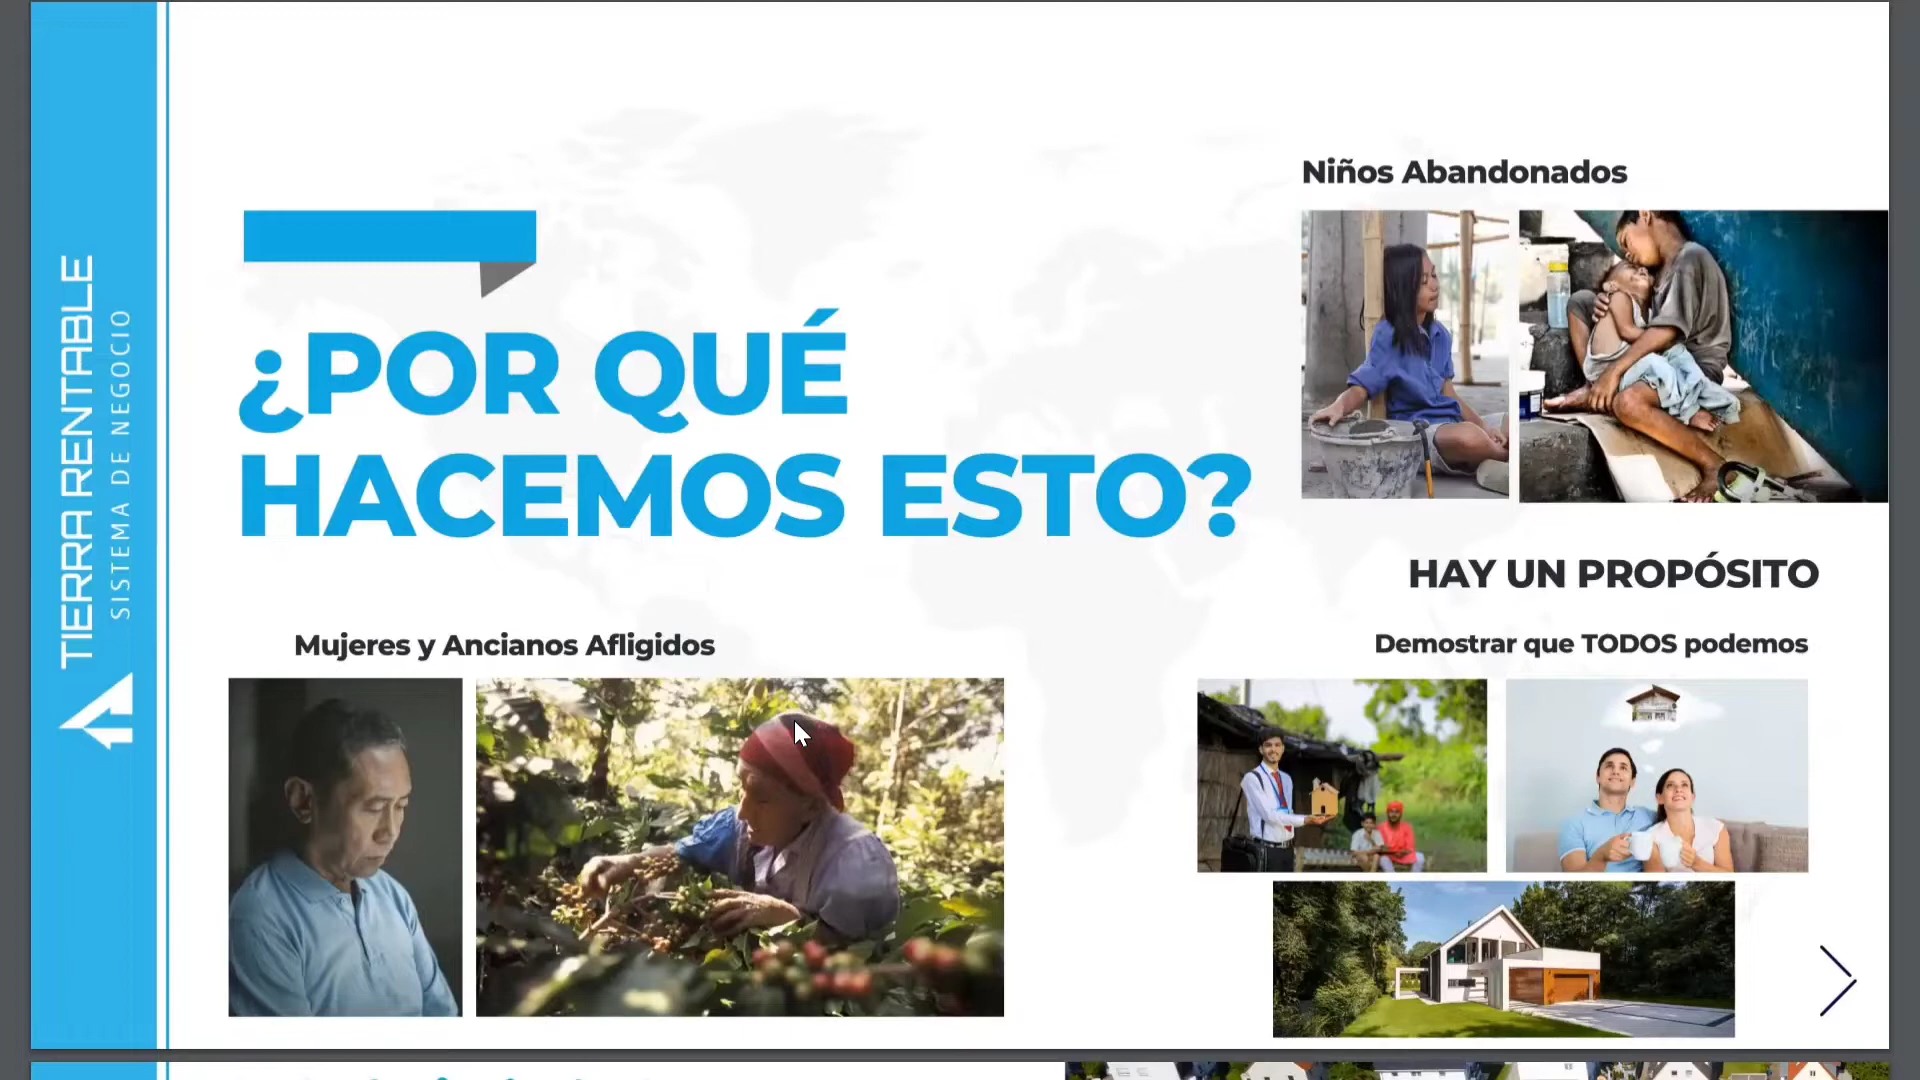 TIERRA RENTABLE
SISTEMA DE NEGOCIO
¿POR QUÉ
HACEMOS ESTO?
Niños Abandonados
HAY UN PROPÓSITO
Mujeres y Ancianos Afligidos
Demostrar que TODOS podemos